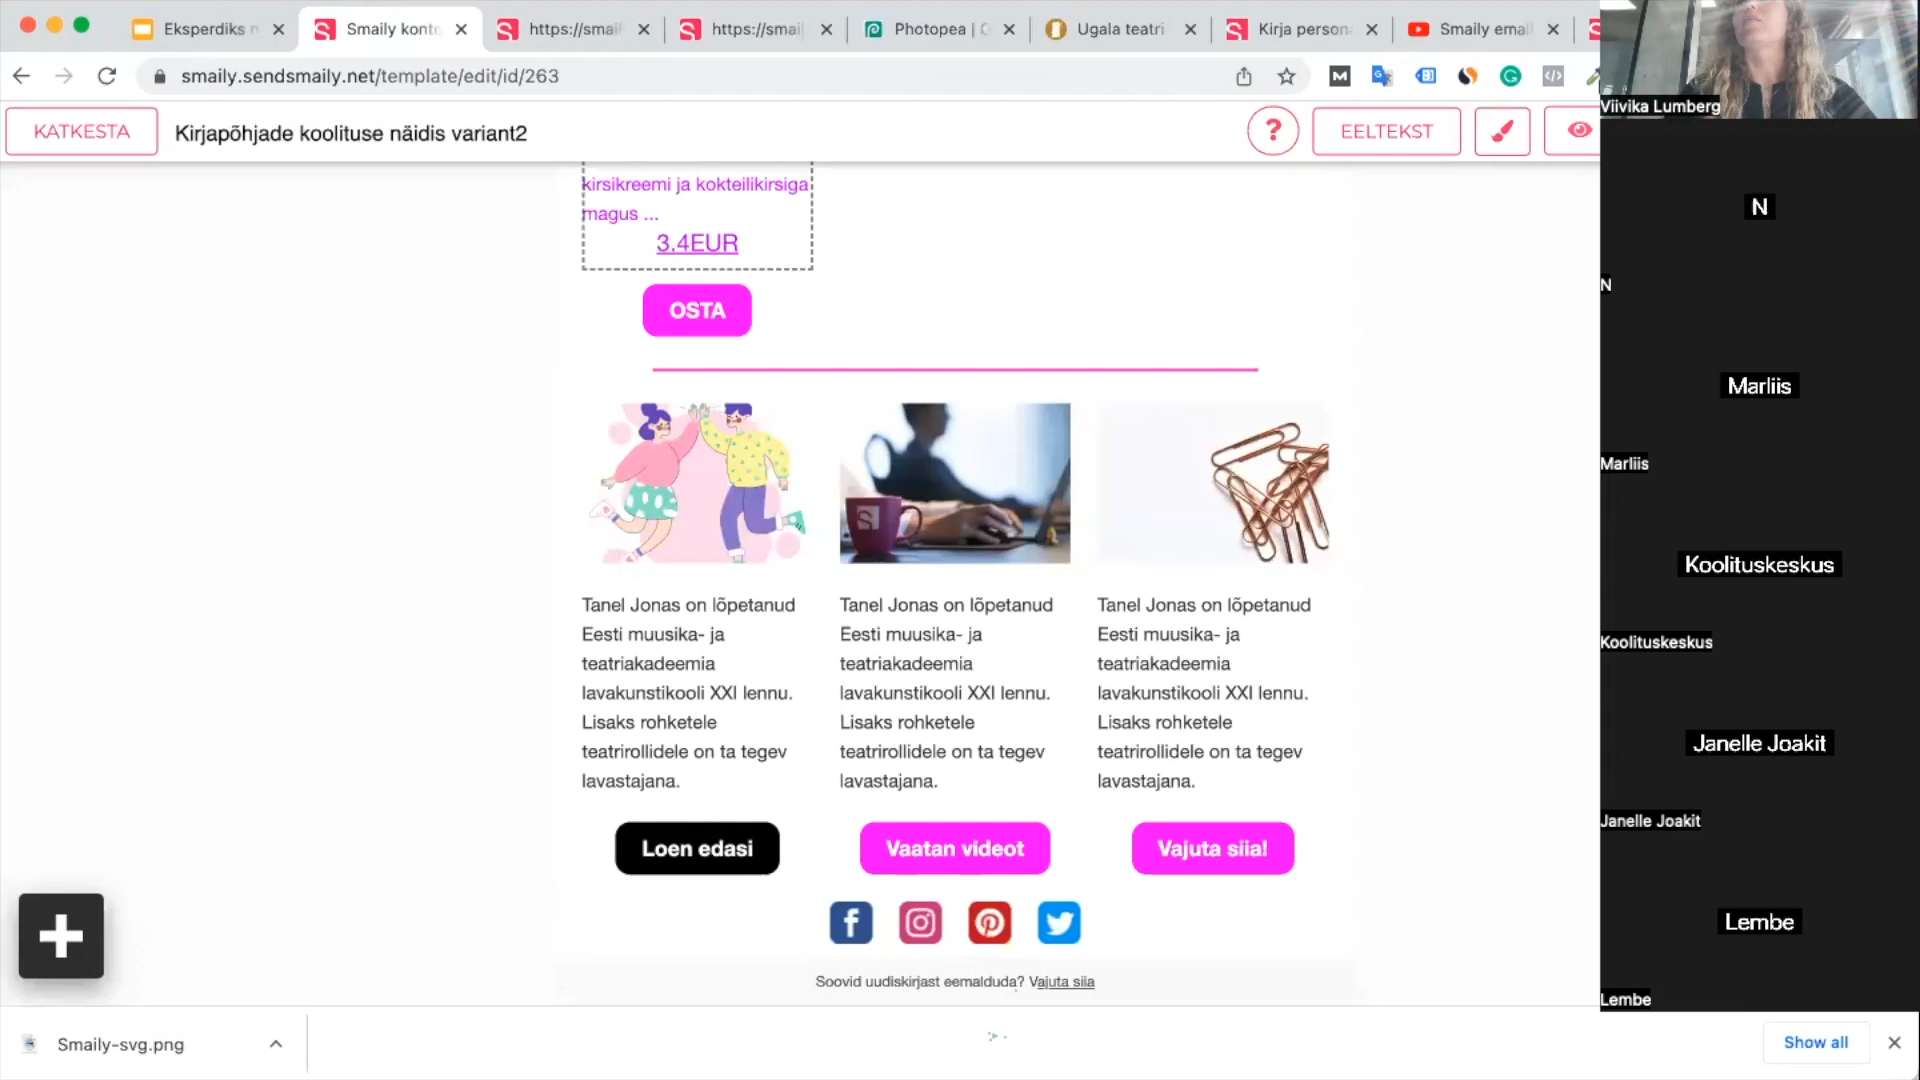 Eksperdiks
Smaily kont
https://smail
https://smai
Photopea |
Ugala teatri
Kirja person
Smaily emai
smaily.sendsmaily.net/template/edit/id/263
KATKESTA
Kirjapõhjade koolituse näidis variant2
?
EELTEKST
kirsikreemi ja kokteilikirsiga
magus ...
3.4EUR
OSTA
Tanel Jonas on lõpetanud
Eesti muusika- ja
teatriakadeemia
lavakunstikooli XXI lennu.
Lisaks rohketele
teatrirollidele on ta tegev
lavastajana.
Loen edasi
Tanel Jonas on lõpetanud
Eesti muusika- ja
teatriakadeemia
lavakunstikooli XXI lennu.
Lisaks rohketele
teatrirollidele on ta tegev
lavastajana.
Vaatan videot
Tanel Jonas on lõpetanud
Eesti muusika- ja
teatriakadeemia
lavakunstikooli XXI lennu.
Lisaks rohketele
teatrirollidele on ta tegev
lavastajana.
Vajuta siia!
Soovid uudiskirjast eemalduda? Vajuta siia
Smaily-svg.png
Show all
Viivika Lumberg
N
N
Marliis
Marliis
Koolituskeskus
Koolituskeskus
Janelle Joakit
Janelle Joakit
Lembe
Lembe